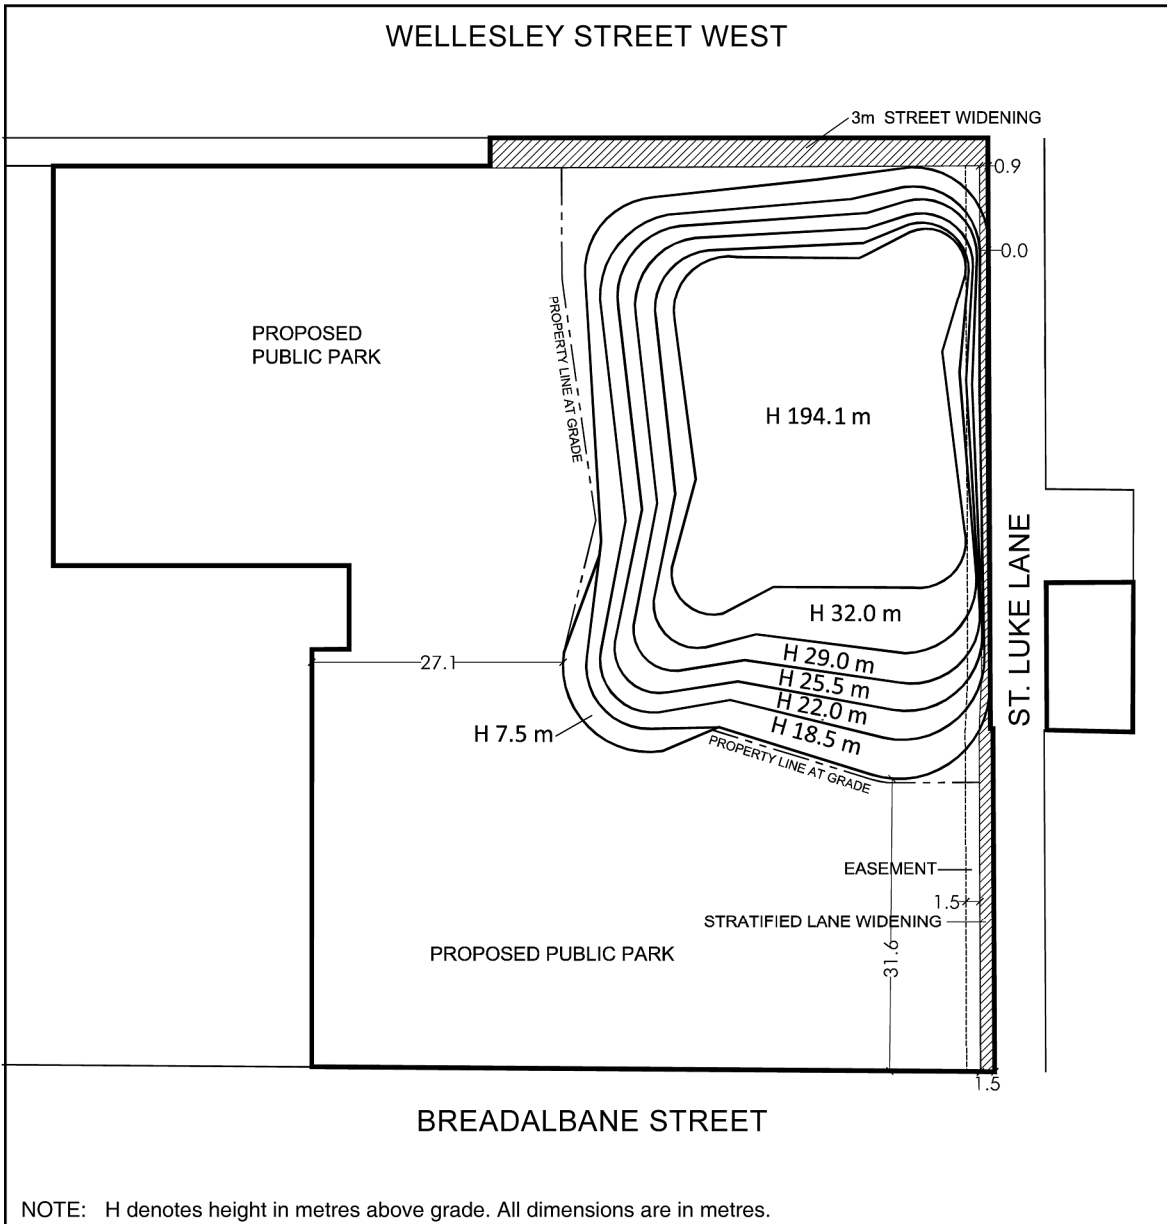 WELLESLEY STREET WEST
3m STREET WIDENING
0.9
0.0
PROPOSED
PUBLIC PARK
PROPERTY LINE AT GRADE
H 194.1 m
H 32.0 m
H 29.0 m
H 25.5 m
H 22.0 m
H 18.5 m
H 7.5 m
27.1
ST. LUKE LANE
PROPERTY LINE AT GRADE
EASEMENT
1.5
STRATIFIED LANE WIDENING
PROPOSED PUBLIC PARK
31.6
1.5
BREADALBANE STREET
NOTE: H denotes height in metres above grade. All dimensions are in metres.